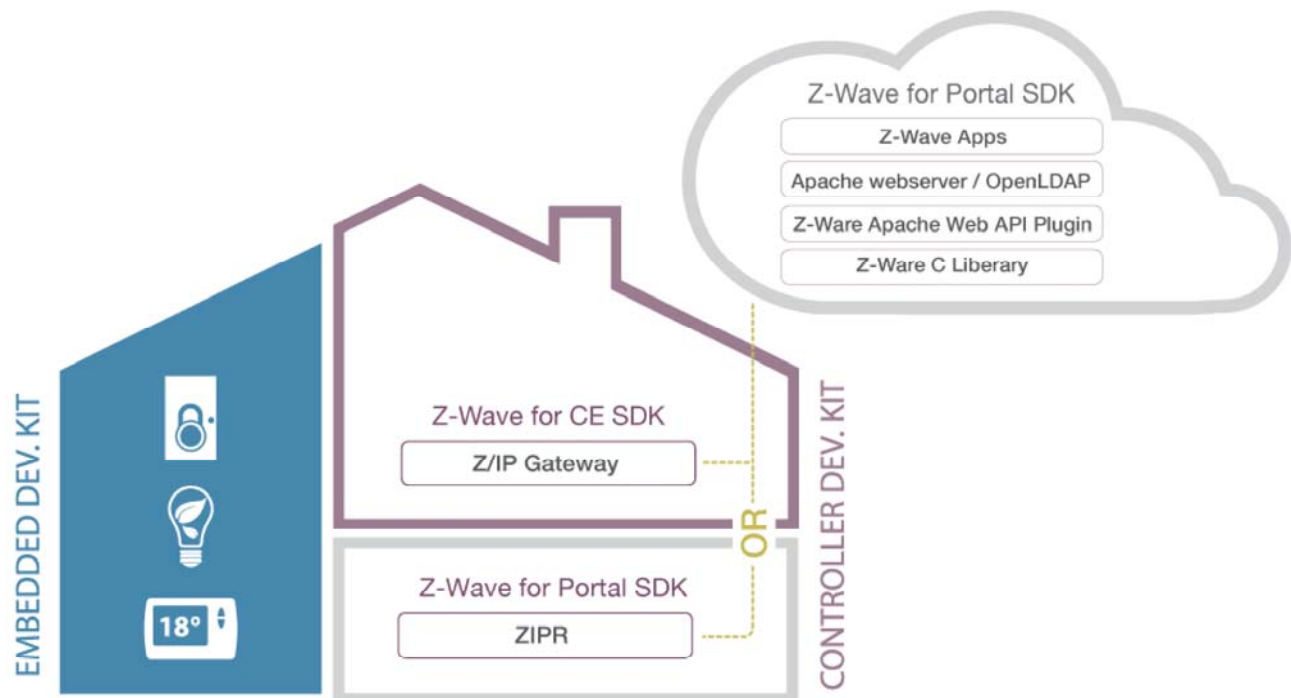 Z-Wave for Portal SDK
Z-Wave Apps
Apache webserver / OpenLDAP
Z-Ware Apache Web API Plugin
Z-Ware C Liberary
EMBEDDED DEV. KIT
18°
Z-Wave for CE SDK
Z/IP Gateway
OR
Z-Wave for Portal SDK
ZIPR
CONTROLLER DEV. KIT